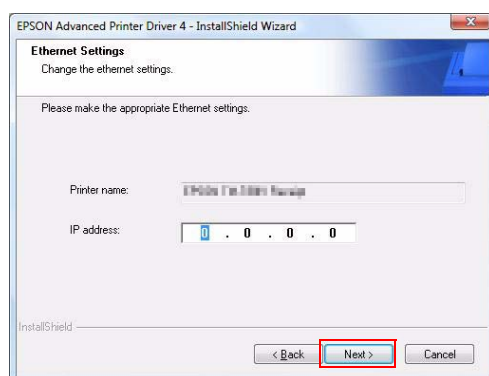 EPSON Advanced Printer Driver 4 - InstallShield Wizard
Ethernet Settings
Change the ethernet settings.
Please make the appropriate Ethernet settings.
Printer name:
IP address: 0 . 0 . 0 . 0
InstallShield
< Back Next > Cancel